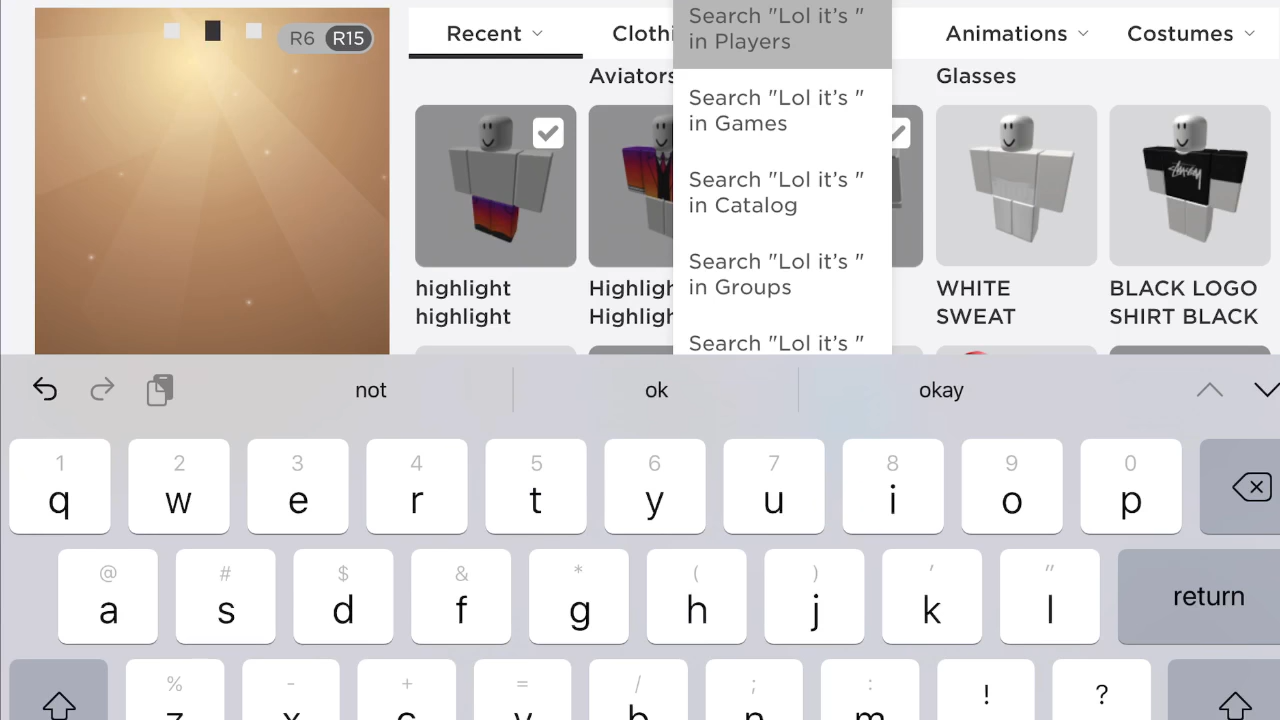 R6 R15
Recent
Clothi
Animations
Costumes
Search "Lol it's "
in Players
Search "Lol it's "
in Games
Search "Lol it's "
in Catalog
Search "Lol it's "
in Groups
Search "Lol it's "
Aviators
Glasses
Stussy
highlight
highlight
Highligh
Highligh
WHITE
SWEAT
BLACK LOGO
SHIRT BLACK
not ok okay
1 2 3 4 5 6 7 8 9 0
q w e r t y u i o p
@ # $ & * ( ) ' "
a s d f g h j k l return
% - + = / ; : ! ?
z x c v b n m